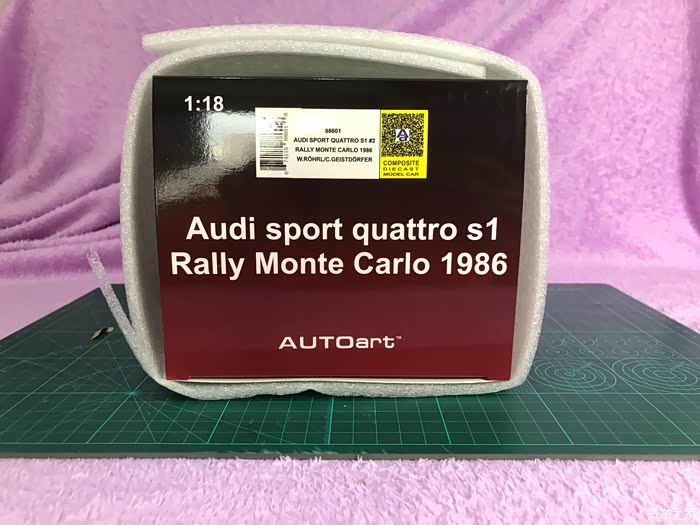 1:18
88601
AUDI SPORT QUATTRO S1 #2
RALLY MONTE CARLO 1986
W.RÖHRL/C.GEISTDÖRFER
COMPOSITE
DIECAST
MODEL CAR
Audi sport quattro s1
Rally Monte Carlo 1986
AUTOart™